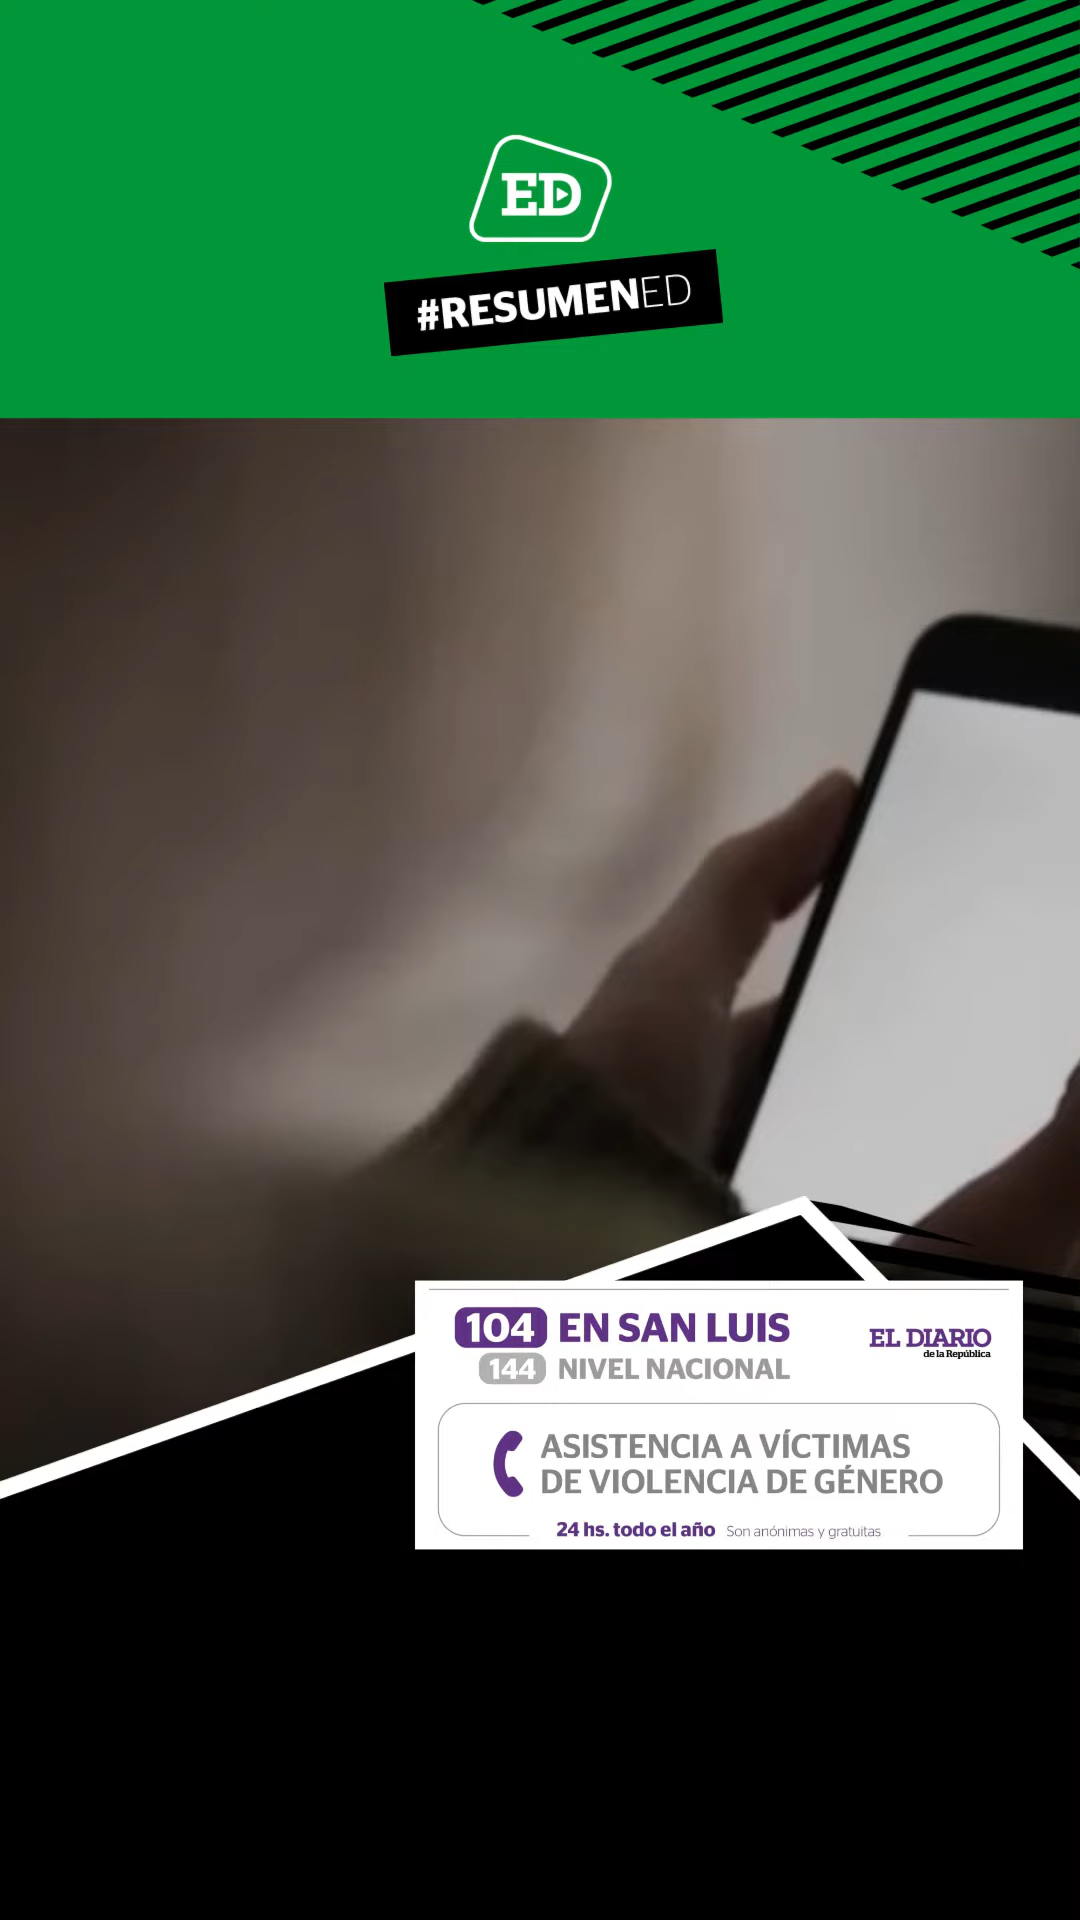 ED
#RESUMENED
104 EN SAN LUIS
144 NIVEL NACIONAL
EL DIARIO
de la República
ASISTENCIA A VÍCTIMAS
DE VIOLENCIA DE GÉNERO
24 hs. todo el año Son anónimas y gratuitas